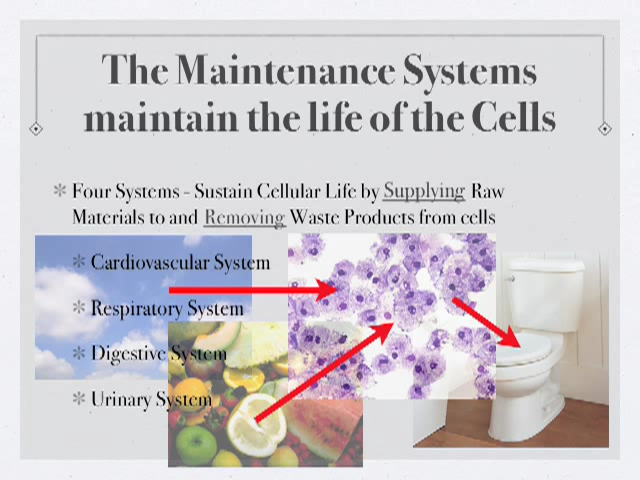 The Maintenance Systems
maintain the life of the Cells
Four Systems - Sustain Cellular Life by Supplying Raw
Materials to and Removing Waste Products from cells
Cardiovascular System
Respiratory System
Digestive System
Urinary System